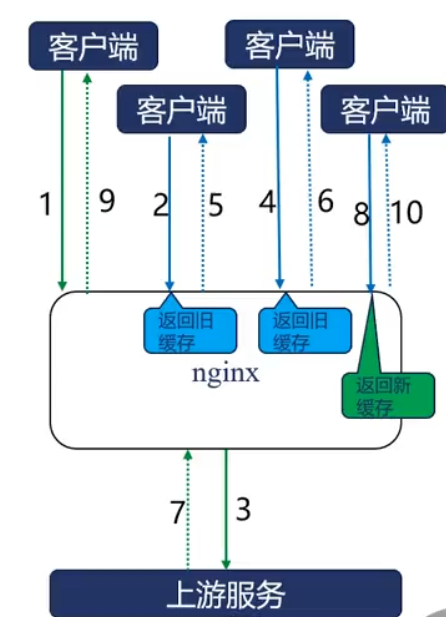 客户端
客户端
客户端
客户端
1
9
2
5
4
6
8
10
返回旧
缓存
返回旧
缓存
nginx
返回新
缓存
7
3
上游服务